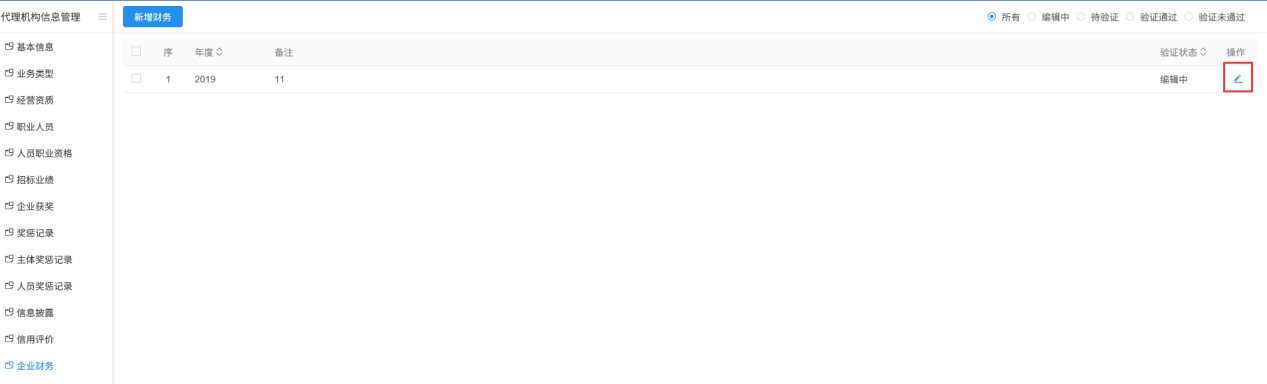 代理机构信息管理
新增财务
所有 编辑中 待验证 验证通过 验证未通过
基本信息
业务类型
经营资质
职业人员
人员职业资格
招标业绩
企业获奖
奖惩记录
主体奖惩记录
人员奖惩记录
信息披露
信用评价
企业财务
序 年度 备注 验证状态 操作
1 2019 11 编辑中